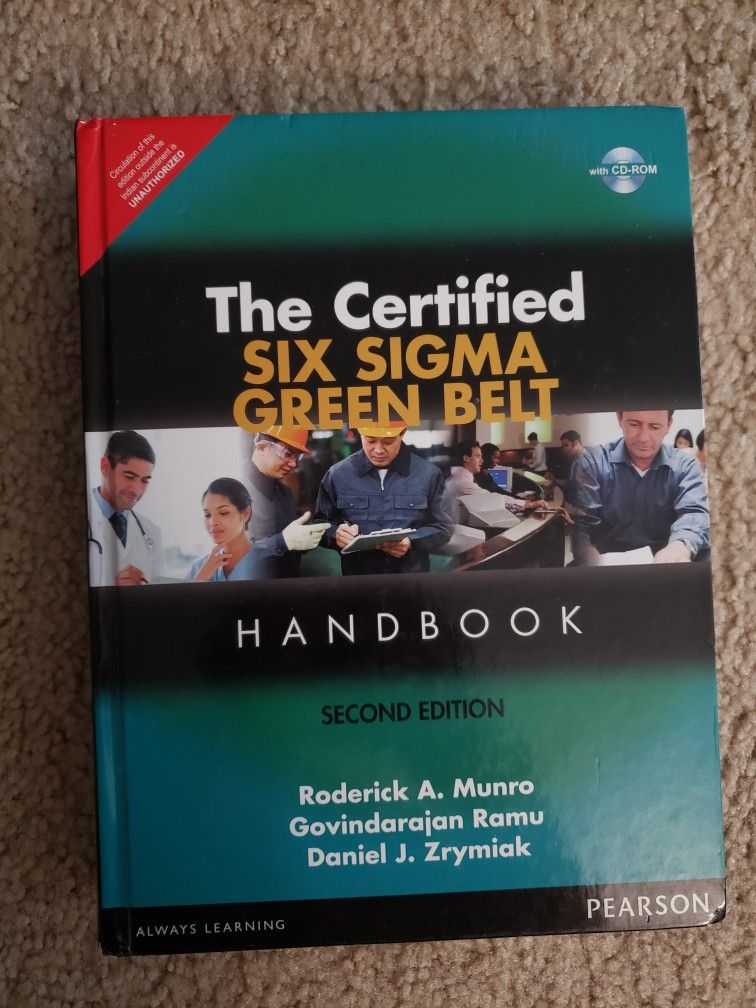 Circulation of this
edition outside the
Indian subcontinent is
UNAUTHORIZED
with CD-ROM
The Certified
SIX SIGMA
GREEN BELT
HANDBOOK
SECOND EDITION
Roderick A. Munro
Govindarajan Ramu
Daniel J. Zrymiak
ALWAYS LEARNING
PEARSON